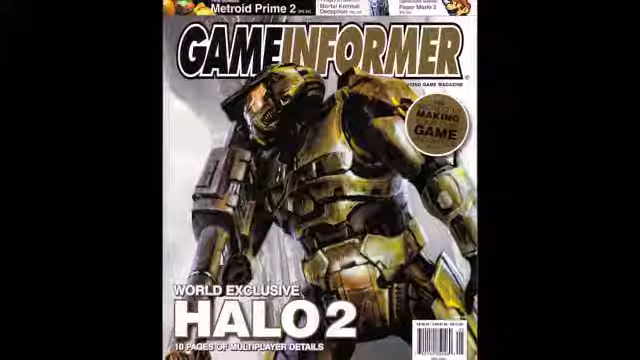 Metroid Prime 2
Mortal Kombat
Deception
Paper Mario 2
GAMEINFORMER
VIDEO GAME MAGAZINE
MAKING
GAME
WORLD EXCLUSIVE
HALO 2
10 PAGES OF MULTIPLAYER DETAILS